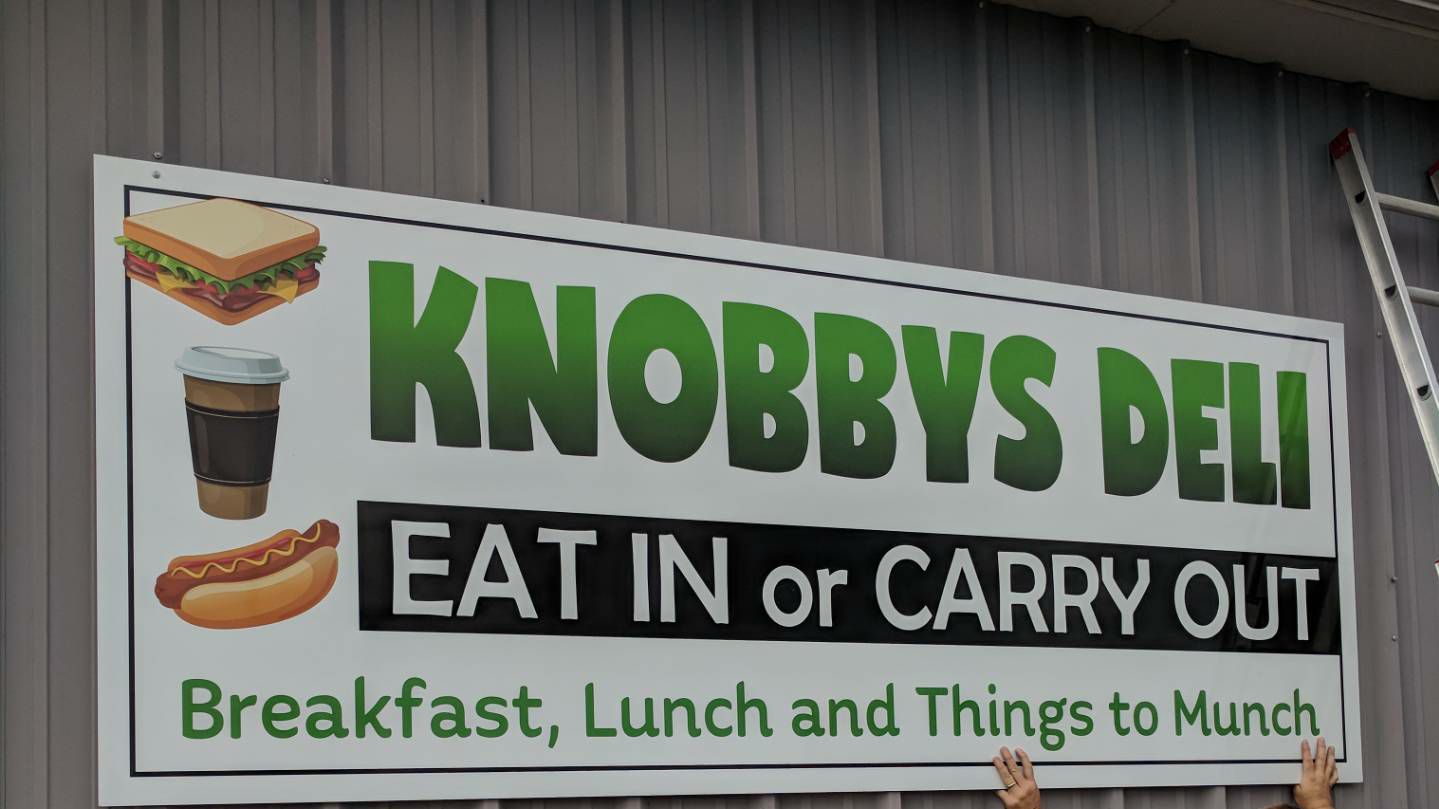 KNOBBYS DELI
EAT IN or CARRY OUT
Breakfast, Lunch and Things to Munch